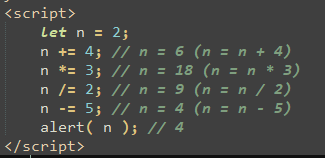 <script>
let n = 2;
n += 4; // n = 6 (n = n + 4)
n *= 3; // n = 18 (n = n * 3)
n /= 2; // n = 9 (n = n / 2)
n -= 5; // n = 4 (n = n - 5)
alert( n ); // 4
</script>